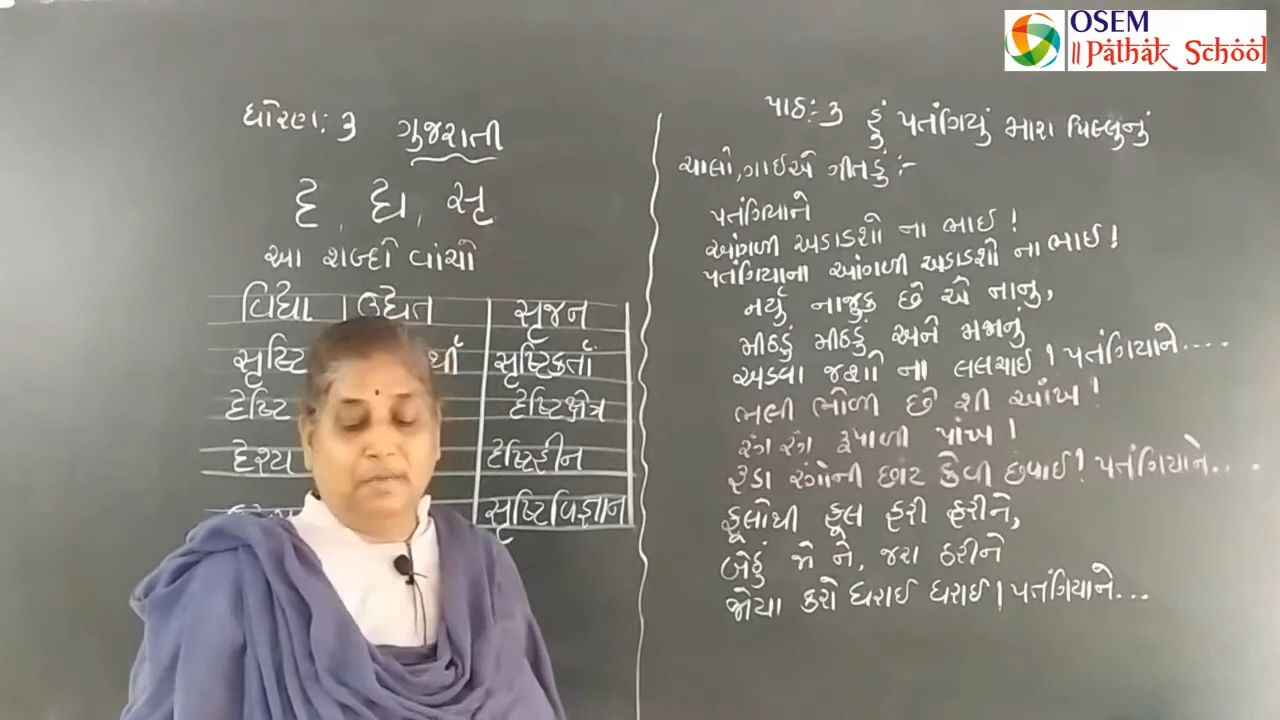 OSEM
॥ Pathak School
ધોરણ: ૩ ગુજરાતી
દૃ, દ્ય, સૃ
આ શબ્દો વાંચો
વિદ્યા ઉદ્યત સૃજન
સૃષ્ટિ સૃષ્ટિકર્તા
દૃષ્ટિ દૃષ્ટિક્ષેત્ર
દૃશ્ય દૃષ્ટિહીન
સૃષ્ટિવિજ્ઞાન
પાઠ: ૩ હું પતંગિયું મારા પિલ્લુનું
ચાલો, ગાઈએ ગીતડું :-
પતંગિયાને
આંગળી અડાડશો ના ભાઈ !
પતંગિયાના આંગળી અડાડશો ના ભાઈ !
નર્યુ નાજુક છે એ નાનુ,
મીઠડું મીઠડું અને મજાનું
અડવા જશો ના લલચાઈ ! પતંગિયાને....
ભલી ભોળી છે શી આંખ !
રંગ રંગ રૂપાળી પાંખ !
રૂડા રંગોની છાંટ કેવી છવાઈ ! પતંગિયાને....
ફૂલોથી ફૂલ ફરી ફરીને,
બેઠું એ ને, જરા ઠરીને
જોયા કરો ધરાઈ ધરાઈ ! પતંગિયાને...